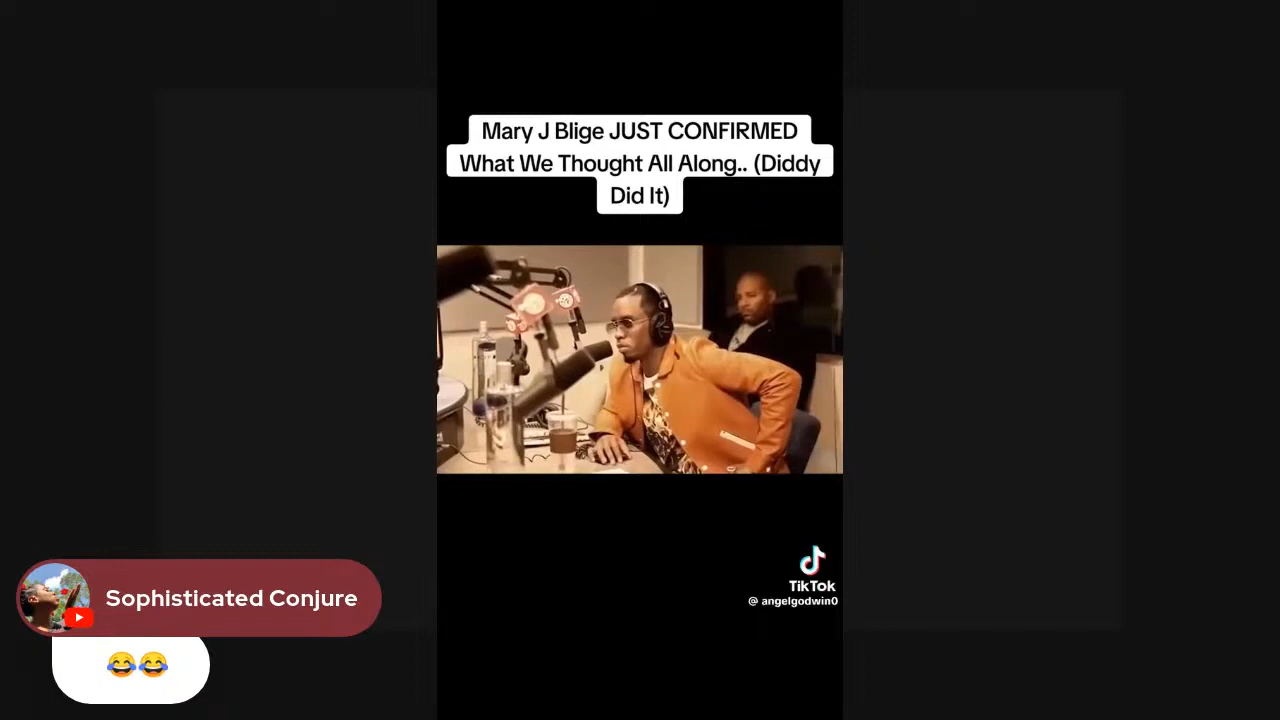 Mary J Blige JUST CONFIRMED
What We Thought All Along.. (Diddy
Did It)
TikTok
@ angelgodwin0
Sophisticated Conjure
😂😂